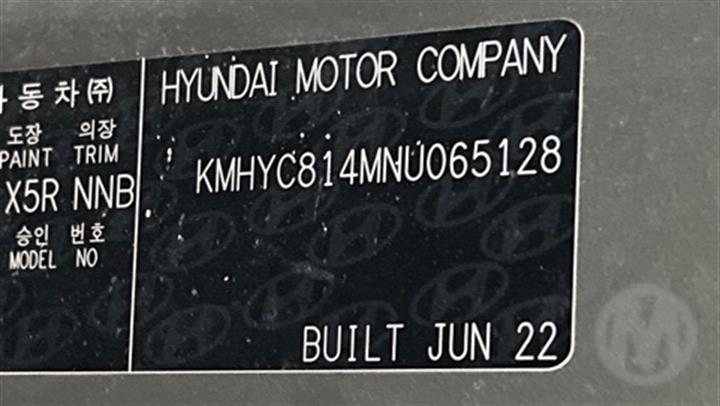 자동차(주)
도장 의장
PAINT TRIM
X5R NNB
승인 번호
MODEL NO
HYUNDAI MOTOR COMPANY
KMHYC814MNU065128
BUILT JUN 22